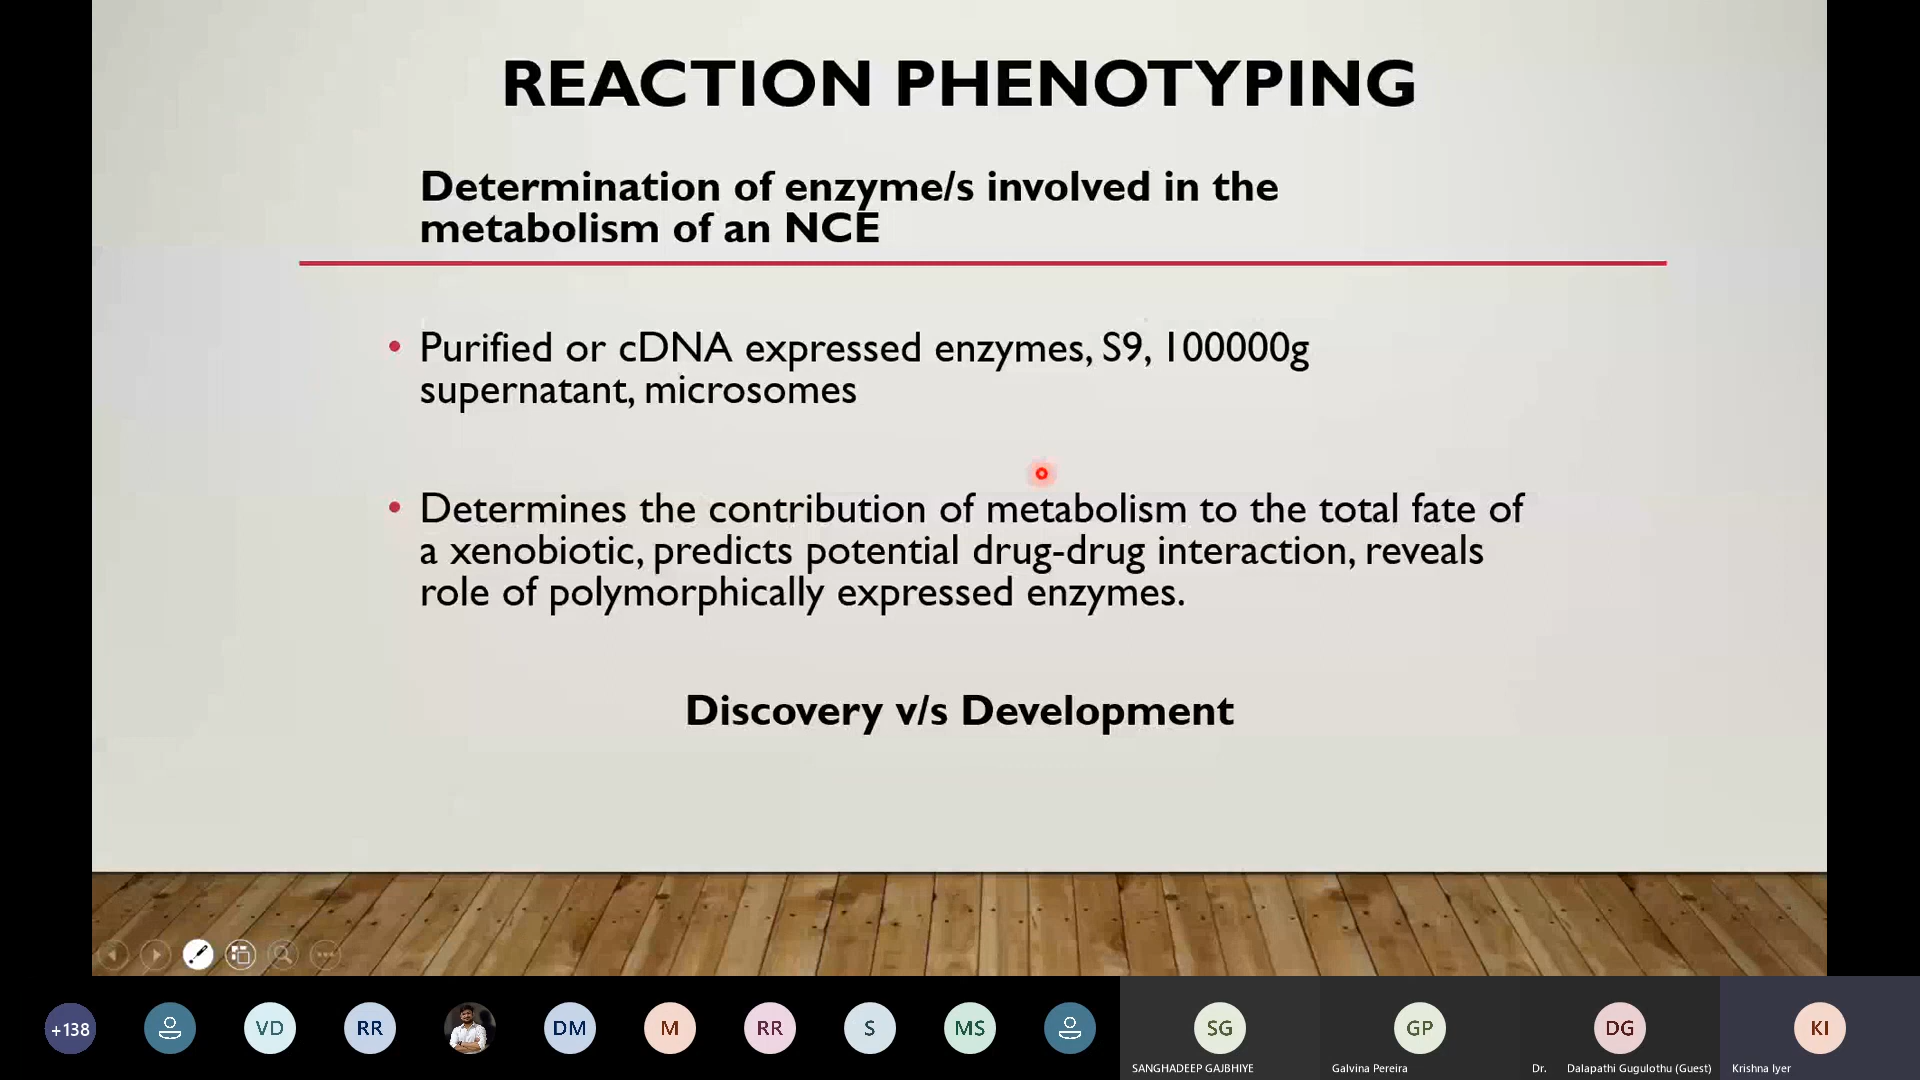 REACTION PHENOTYPING
Determination of enzyme/s involved in the
metabolism of an NCE
• Purified or cDNA expressed enzymes, S9, 100000g
supernatant, microsomes
• Determines the contribution of metabolism to the total fate of
a xenobiotic, predicts potential drug-drug interaction, reveals
role of polymorphically expressed enzymes.
Discovery v/s Development
+138
VD
RR
DM
M
RR
S
MS
SG
GP
DG
KI
SANGHADEEP GAJBHIYE
Galvina Pereira
Dr. Dalapathi Gugulothu (Guest)
Krishna Iyer